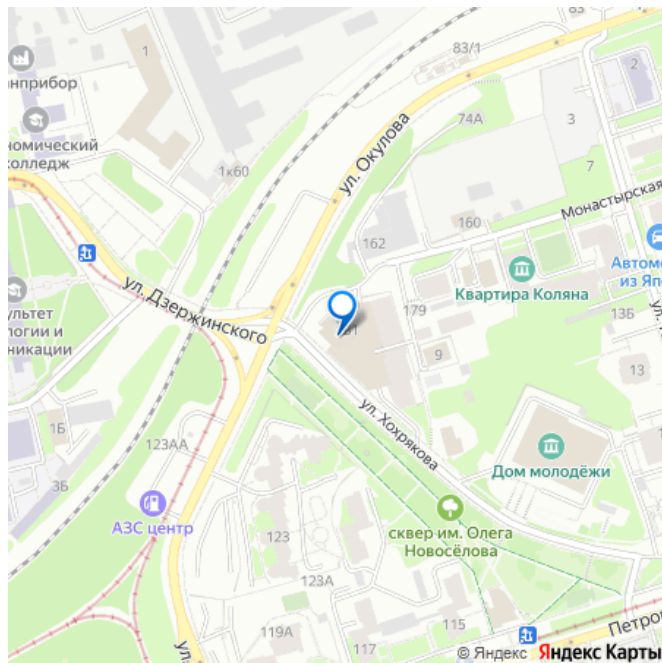 83/1
1
2
анприбор
74А
3
номический
колледж
ул. Окулова
1к60
7
Монастырская
160
162
Автомо
из Япо
ул. Дзержинского
Квартира Коляна
179
13Б
ультет
логии и
никации
9
13
ул. Хохрякова
1Б
123АА
Дом молодёжи
3Б
АЗС центр
сквер им. Олега
Новосёлова
123
123А
115
119А
117
Петро
ул.
© Яндекс Яндекс Карты